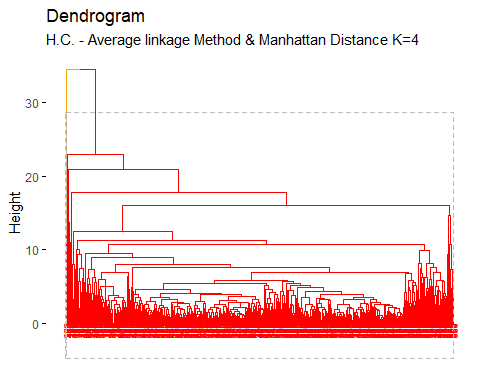 Dendrogram
H.C. - Average linkage Method & Manhattan Distance K=4
30
20
10
0
Height